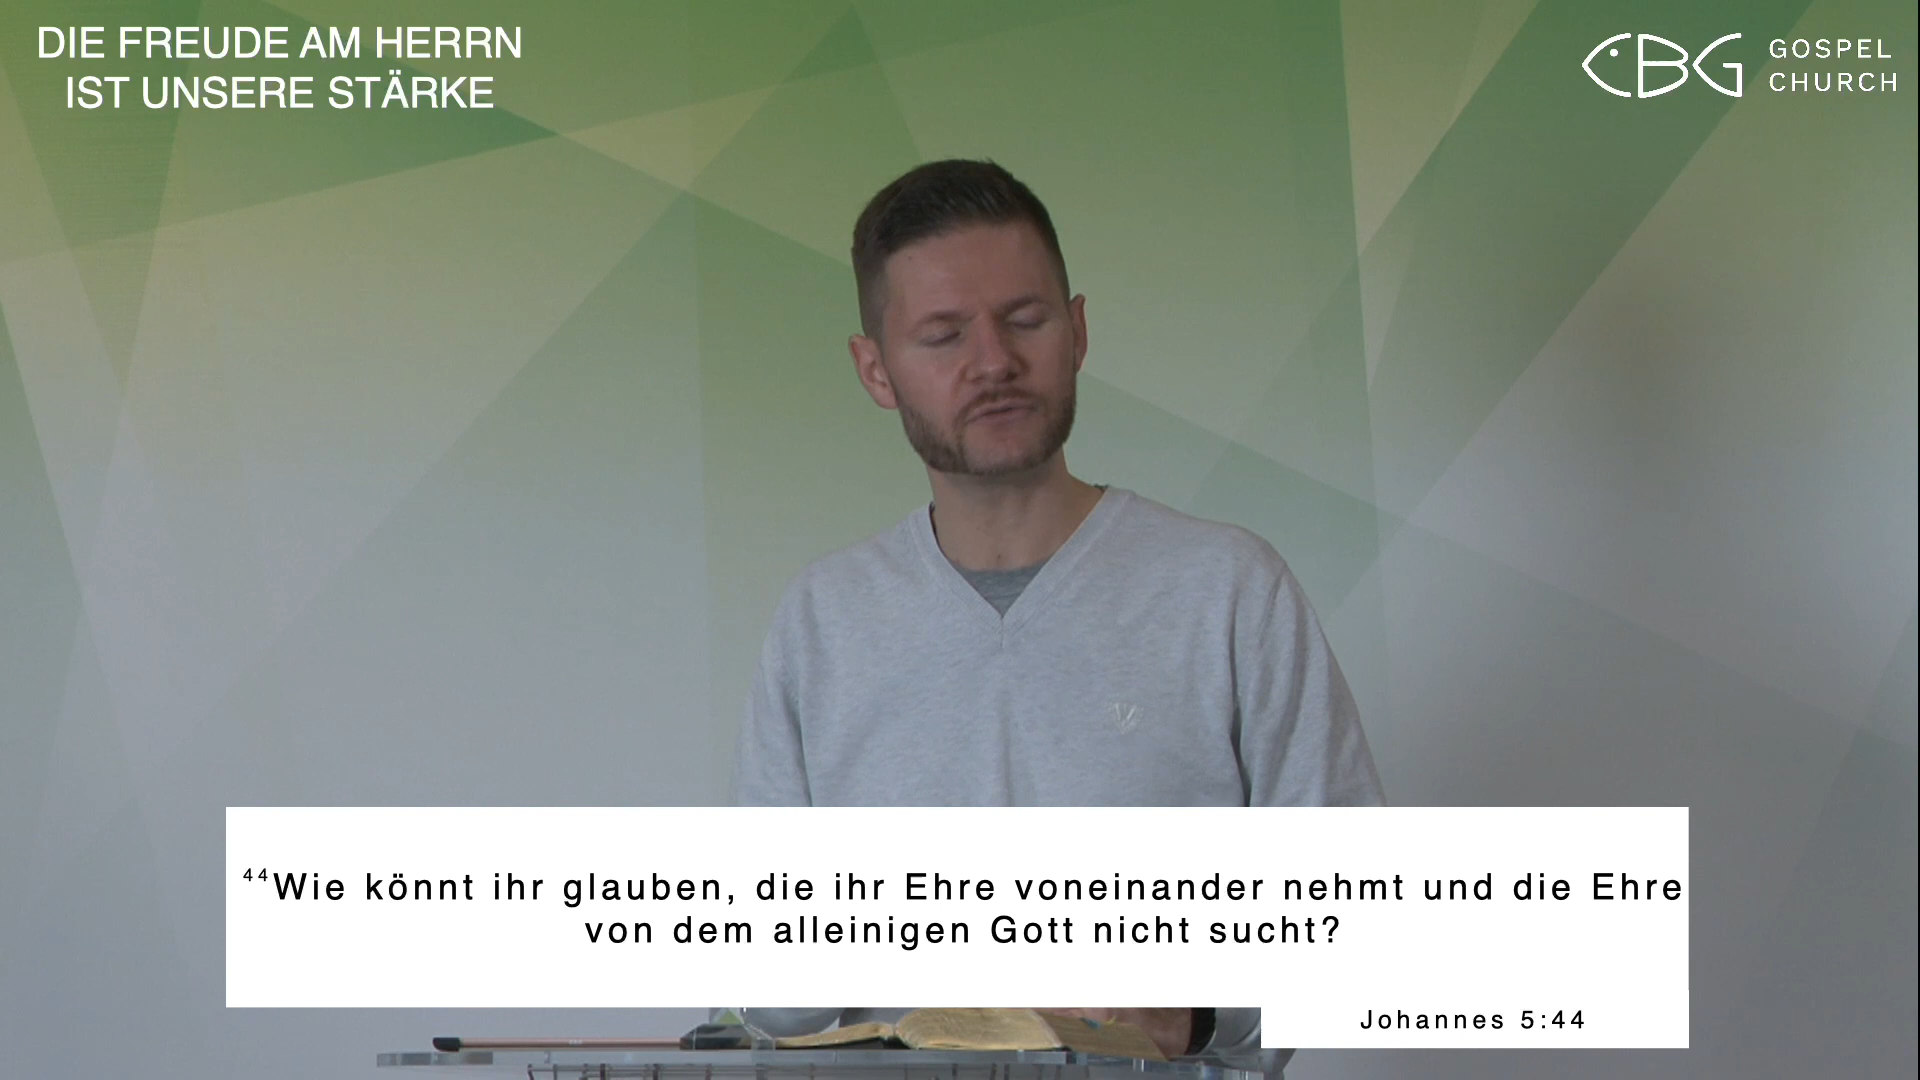 DIE FREUDE AM HERRN
IST UNSERE STÄRKE
CBG GOSPEL
CHURCH
⁴⁴Wie könnt ihr glauben, die ihr Ehre voneinander nehmt und die Ehre
von dem alleinigen Gott nicht sucht?
Johannes 5:44